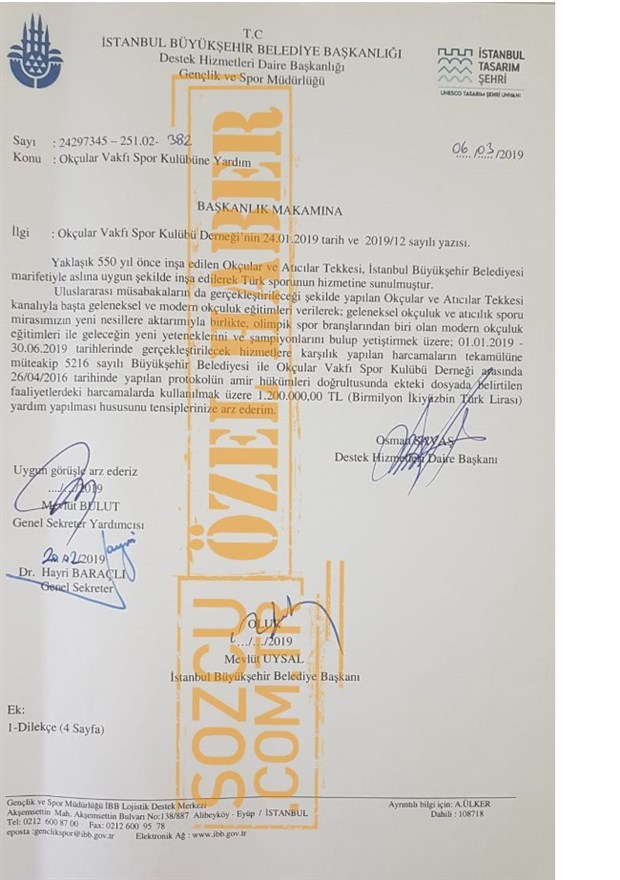 T.C
İSTANBUL BÜYÜKŞEHİR BELEDİYE BAŞKANLIĞI
Destek Hizmetleri Daire Başkanlığı
Gençlik ve Spor Müdürlüğü
İSTANBUL
TASARIM
ŞEHRİ
UNESCO TASARIM ŞEHRİ UNVANI
Sayı : 24297345 – 251.02- 382
06/03/2019
Konu : Okçular Vakfı Spor Kulübüne Yardım
BAŞKANLIK MAKAMINA
İlgi : Okçular Vakfı Spor Kulübü Derneği'nin 24.01.2019 tarih ve 2019/12 sayılı yazısı.
Yaklaşık 550 yıl önce inşa edilen Okçular ve Atıcılar Tekkesi, İstanbul Büyükşehir Belediyesi
marifetiyle aslına uygun şekilde inşa edilerek Türk sporunun hizmetine sunulmuştur.
Uluslararası müsabakaların da gerçekleştirileceği şekilde yapılan Okçular ve Atıcılar Tekkesi
kanalıyla başta geleneksel ve modern okçuluk eğitimleri verilerek; geleneksel okçuluk ve atıcılık sporu
mirasımızın yeni nesillere aktarımıyla birlikte, olimpik spor branşlarından biri olan modern okçuluk
eğitimleri ile geleceğin yeni yeteneklerini ve şampiyonlarını bulup yetiştirmek üzere; 01.01.2019 -
30.06.2019 tarihlerinde gerçekleştirilecek hizmetlere karşılık yapılan harcamaların tekamülüne
müteakip 5216 sayılı Büyükşehir Belediyesi ile Okçular Vakfı Spor Kulübü Derneği arasında
26/04/2016 tarihinde yapılan protokolün amir hükümleri doğrultusunda ekteki dosyada belirtilen
faaliyetlerdeki harcamalarda kullanılmak üzere 1.200.000,00 TL (Birmilyon İkiyüzbin Türk Lirası)
yardım yapılması hususunu tensiplerinize arz ederim.
Osman SAVAŞ
Destek Hizmetleri Daire Başkanı
Uygun görüşle arz ederiz
.../.../2019
Mevlüt BULUT
Genel Sekreter Yardımcısı
20.02/2019
Dr. Hayri BARAÇLI
Genel Sekreter
OLUR
.../.../2019
Mevlüt UYSAL
İstanbul Büyükşehir Belediye Başkanı
Ek:
1-Dilekçe (4 Sayfa)
Gençlik ve Spor Müdürlüğü İBB Lojistik Destek Merkezi
Akşemsettin Mah. Akşemsettin Bulvarı No:138/887 Alibeyköy - Eyüp / İSTANBUL
Tel: 0212 600 87 00 Fax: 0212 600 95 78
eposta :genclikspor@ibb.gov.tr Elektronik Ağ : www.ibb.gov.tr
Ayrıntılı bilgi için: A.ÜLKER
Dahili : 108718
ÖZEL HABER
SOZCU
.COM.TR